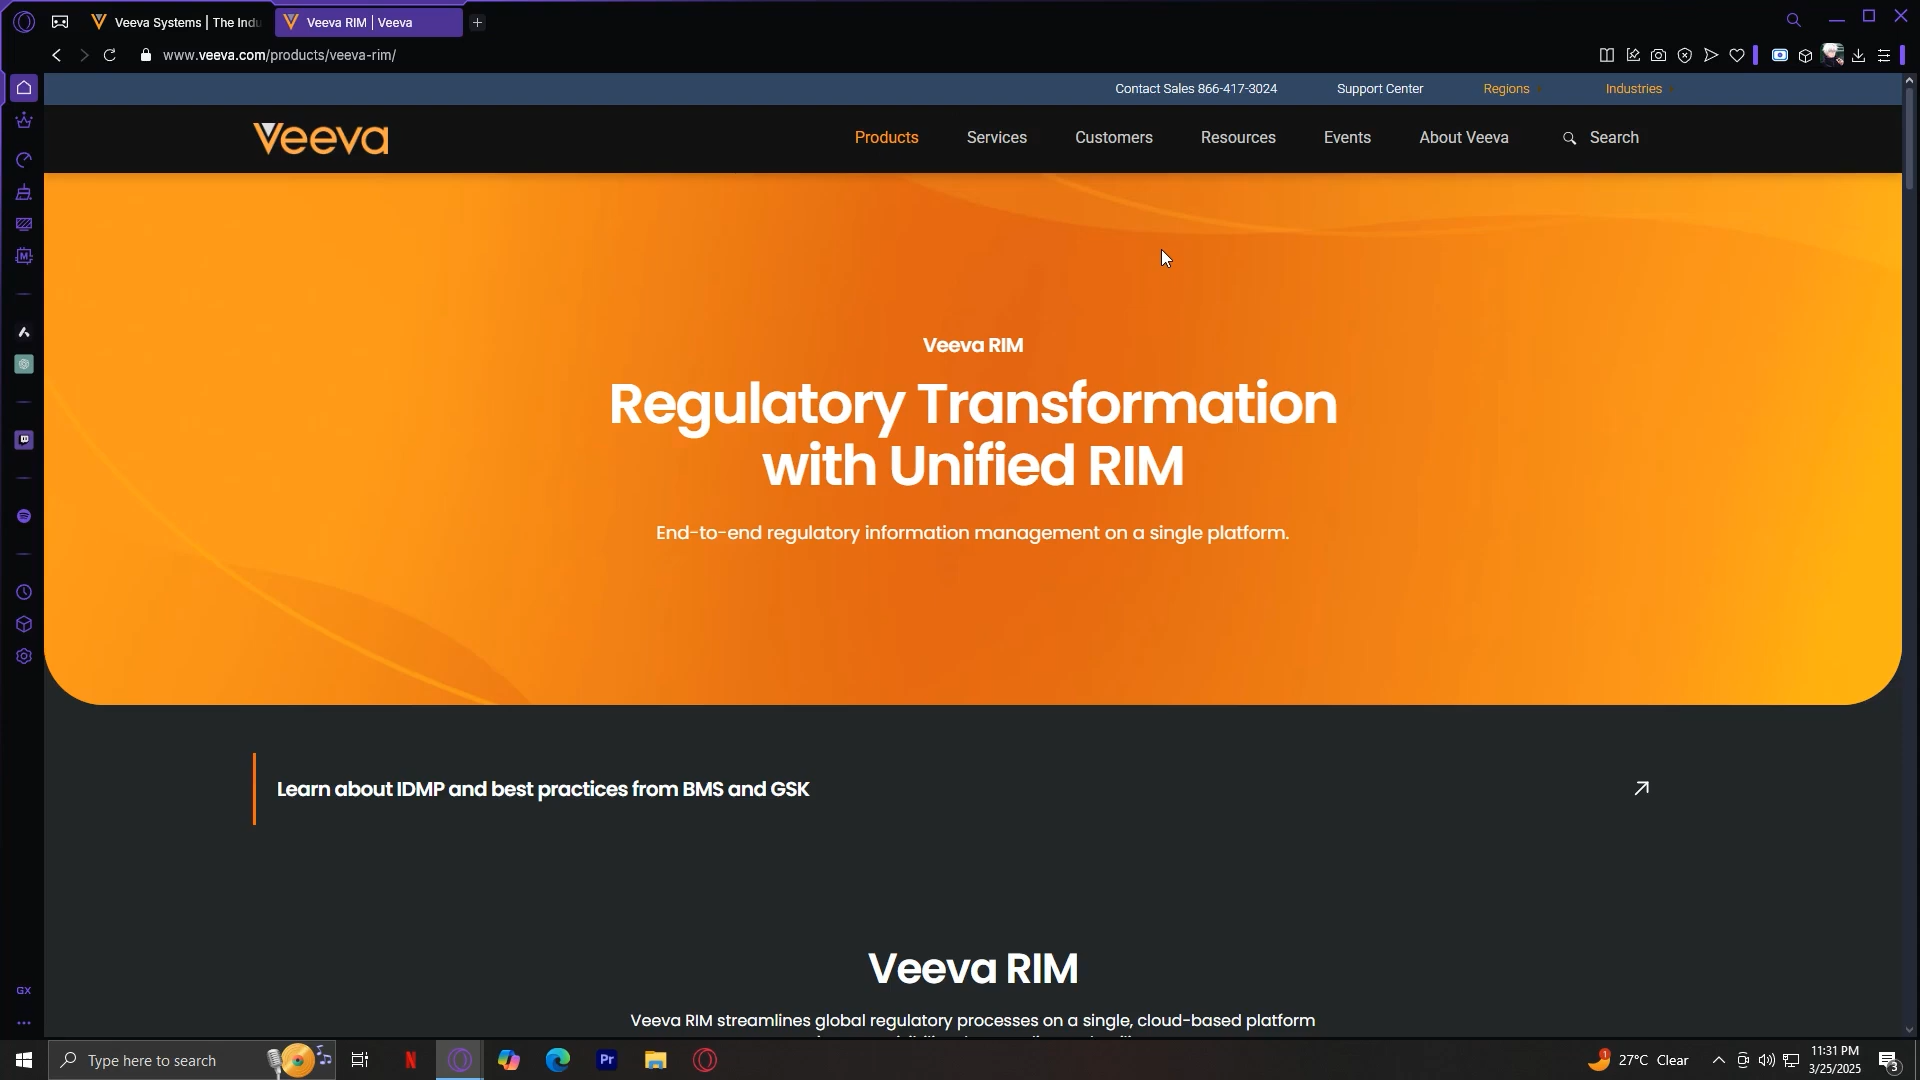 Veeva Systems | The Indu
Veeva RIM | Veeva
www.veeva.com/products/veeva-rim/
Contact Sales 866-417-3024
Support Center
Regions
Industries
Veeva
Products
Services
Customers
Resources
Events
About Veeva
Search
Veeva RIM
Regulatory Transformation
with Unified RIM
End-to-end regulatory information management on a single platform.
Learn about IDMP and best practices from BMS and GSK
Veeva RIM
Veeva RIM streamlines global regulatory processes on a single, cloud-based platform
GX
Type here to search
N
Pr
1
27°C Clear
11:31 PM
3/25/2025
3